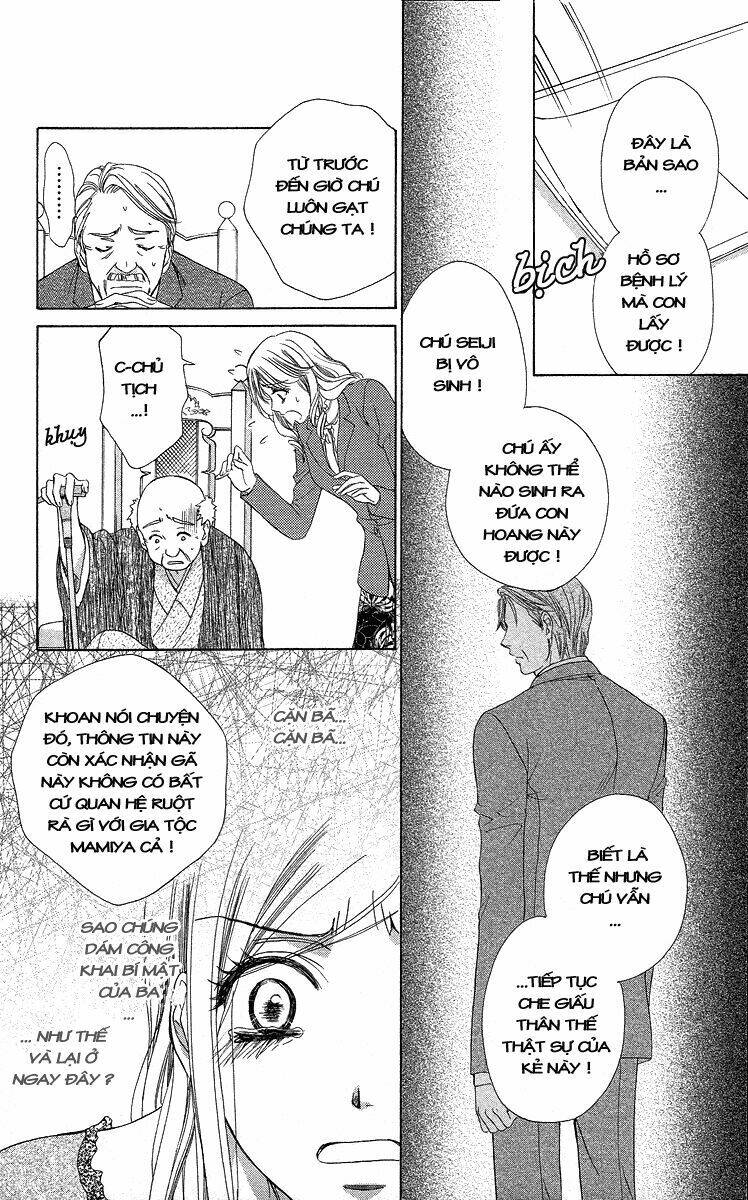 ĐÂY LÀ
BẢN SAO
...
HỒ SƠ
BỆNH LÝ
MÀ CON
LẤY
ĐƯỢC !
bịch
CHÚ SEIJI
BỊ VÔ
SINH !
CHÚ ẤY
KHÔNG THỂ
NÀO SINH RA
ĐỨA CON
HOANG NÀY
ĐƯỢC !
BIẾT LÀ
THẾ NHƯNG
CHÚ VẪN
...
...TIẾP TỤC
CHE GIẤU
THÂN THẾ
THẬT SỰ CỦA
KẺ NÀY !
TỪ TRƯỚC
ĐẾN GIỜ CHÚ
LUÔN GẠT
CHÚNG TA !
......
C-CHỦ
TỊCH
...!
khuỵ
CẶN BÃ...
CẶN BÃ...
KHOAN NÓI CHUYỆN
ĐÓ, THÔNG TIN NÀY
CÒN XÁC NHẬN GÃ
NÀY KHÔNG CÓ BẤT
CỨ QUAN HỆ RUỘT
RÀ GÌ VỚI GIA TỘC
MAMIYA CẢ !
SAO CHÚNG
DÁM CÔNG
KHAI BÍ MẬT
CỦA BA
...
... NHƯ THẾ
VÀ LẠI Ở
NGAY ĐÂY ?